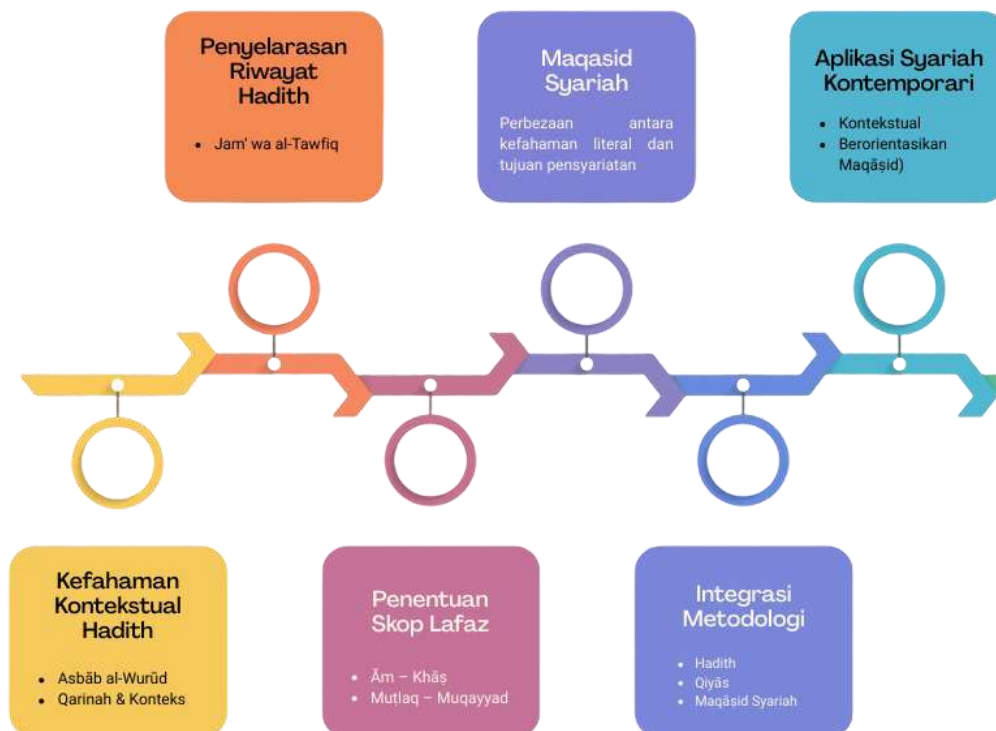 Penyelarasan
Riwayat
Hadith
• Jam' wa al-Tawfiq
Maqasid
Syariah
Perbezaan antara
kefahaman literal dan
tujuan pensyariatan
Aplikasi Syariah
Kontemporari
• Kontekstual
• Berorientasikan
Maqāṣid)
Kefahaman
Kontekstual
Hadith
• Asbāb al-Wurūd
• Qarinah & Konteks
Penentuan
Skop Lafaz
• Ām – Khāṣ
• Muṭlaq – Muqayyad
Integrasi
Metodologi
• Hadith
• Qiyās
• Maqāṣid Syariah